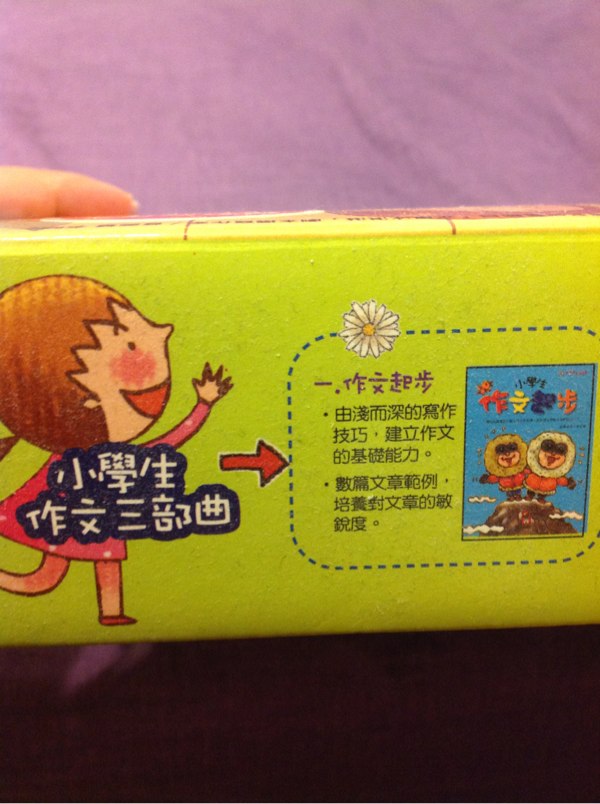 小學生
作文三部曲
一.作文起步
・由淺而深的寫作
技巧，建立作文
的基礎能力。
・數篇文章範例，
培養對文章的敏
銳度。
小學生
作文起步